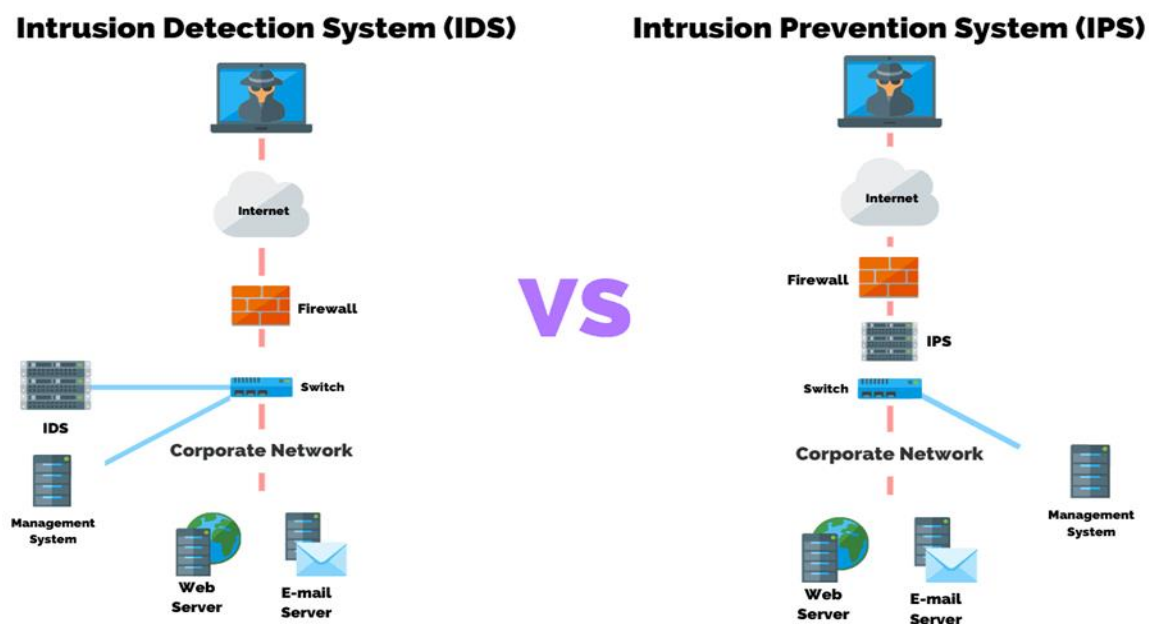 Intrusion Detection System (IDS)
Internet
Firewall
Switch
IDS
Corporate Network
Management
System
Web
Server
E-mail
Server
VS
Intrusion Prevention System (IPS)
Internet
Firewall
IPS
Switch
Corporate Network
Management
System
Web
Server
E-mail
Server